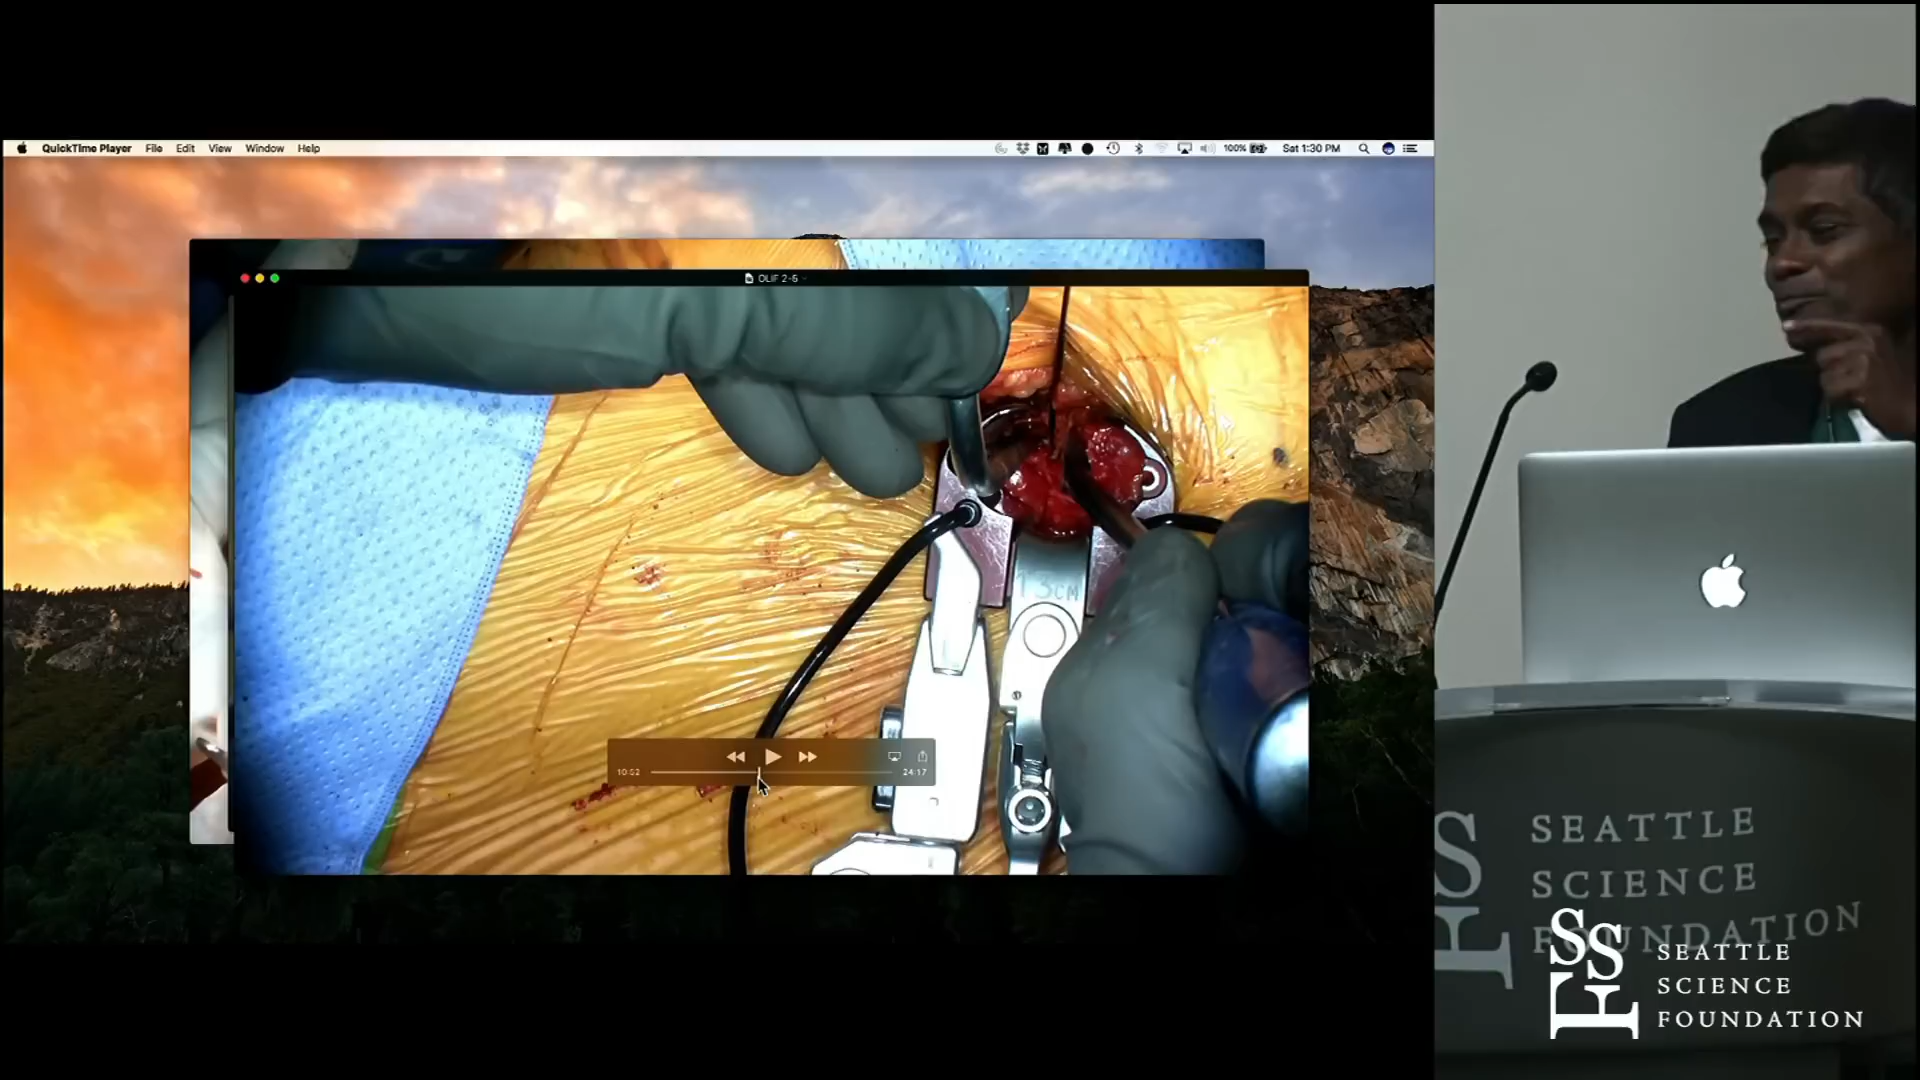 QuickTime Player File Edit View Window Help 100% Sat 1:30 PM
OLIF 2-5
13CM
10:52 24:17
SEATTLE
SCIENCE
FOUNDATION
SSF
SEATTLE
SCIENCE
FOUNDATION